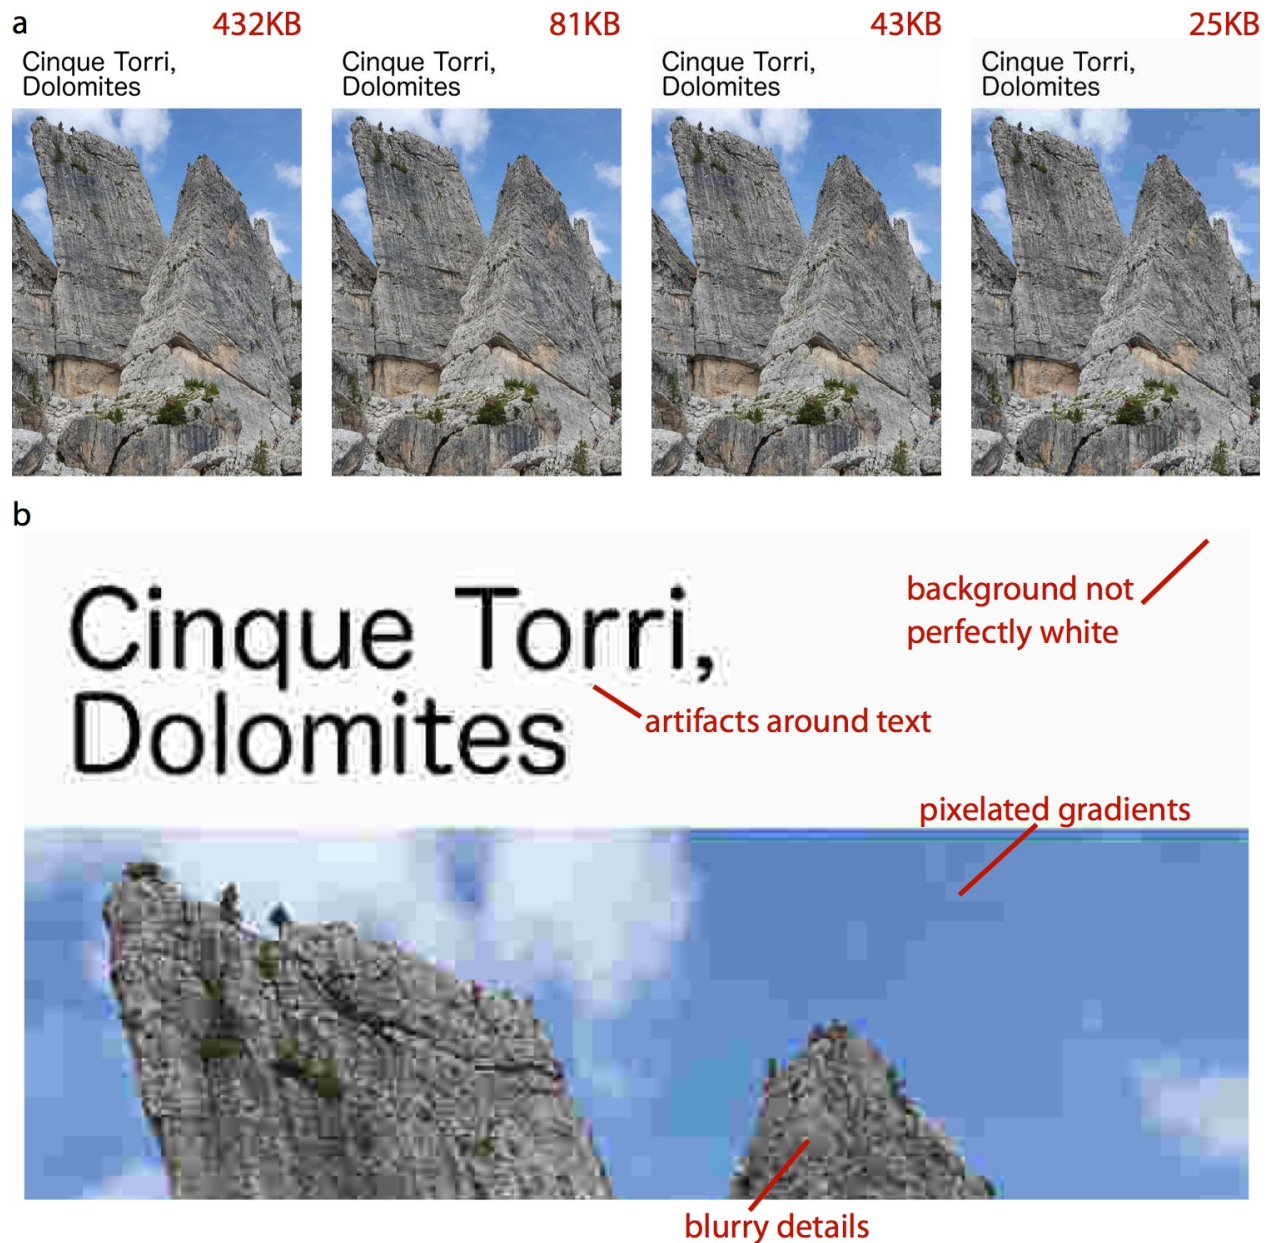 a
432KB
81KB
43KB
25KB
Cinque Torri,
Dolomites
Cinque Torri,
Dolomites
Cinque Torri,
Dolomites
Cinque Torri,
Dolomites
b
Cinque Torri,
Dolomites
background not
perfectly white
artifacts around text
pixelated gradients
blurry details